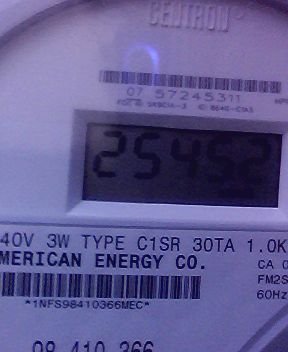 CENTRON®
07 57245311
25452
40V 3W TYPE C1SR 30TA 1.0K
MERICAN ENERGY CO.
CA 0
FM2S
60Hz
*1NFS98410366MEC*
98 410 366